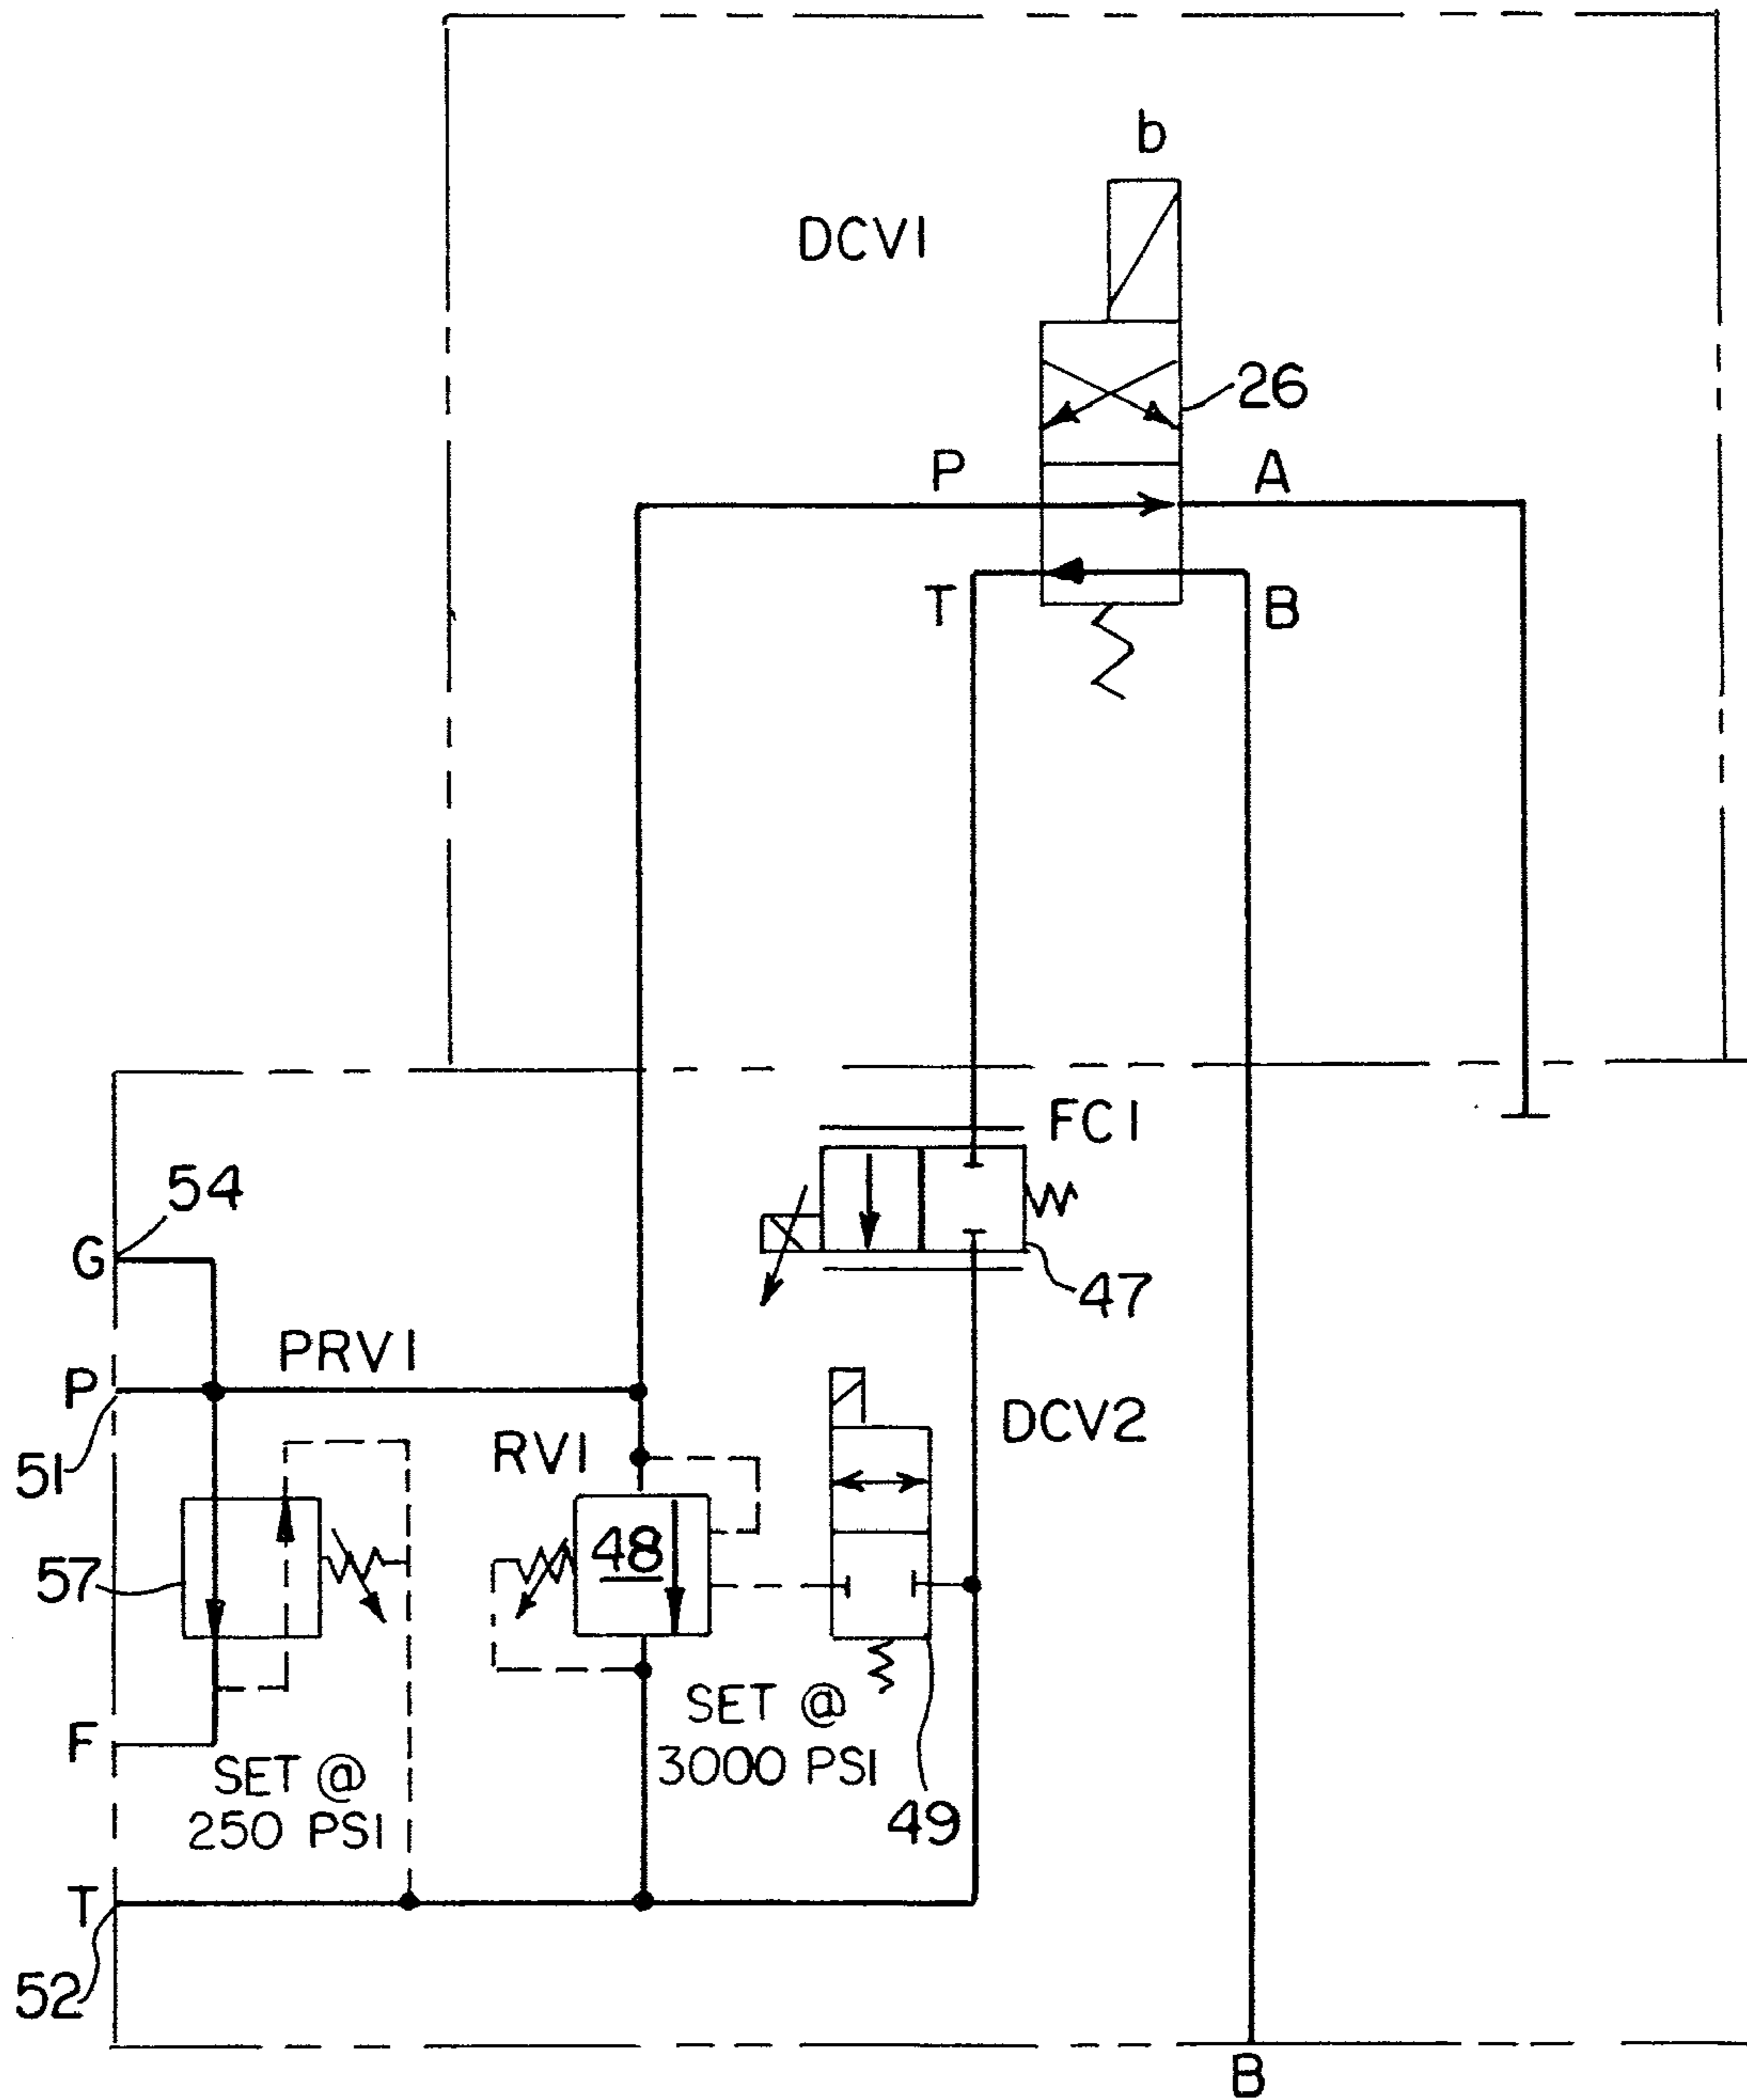 b
DCV1
26
P
A
T
B
FC1
54
G
47
PRV1
P
DCV2
51
RV1
48
57
SET @
3000 PSI
F
SET @
250 PSI
49
T
52
B